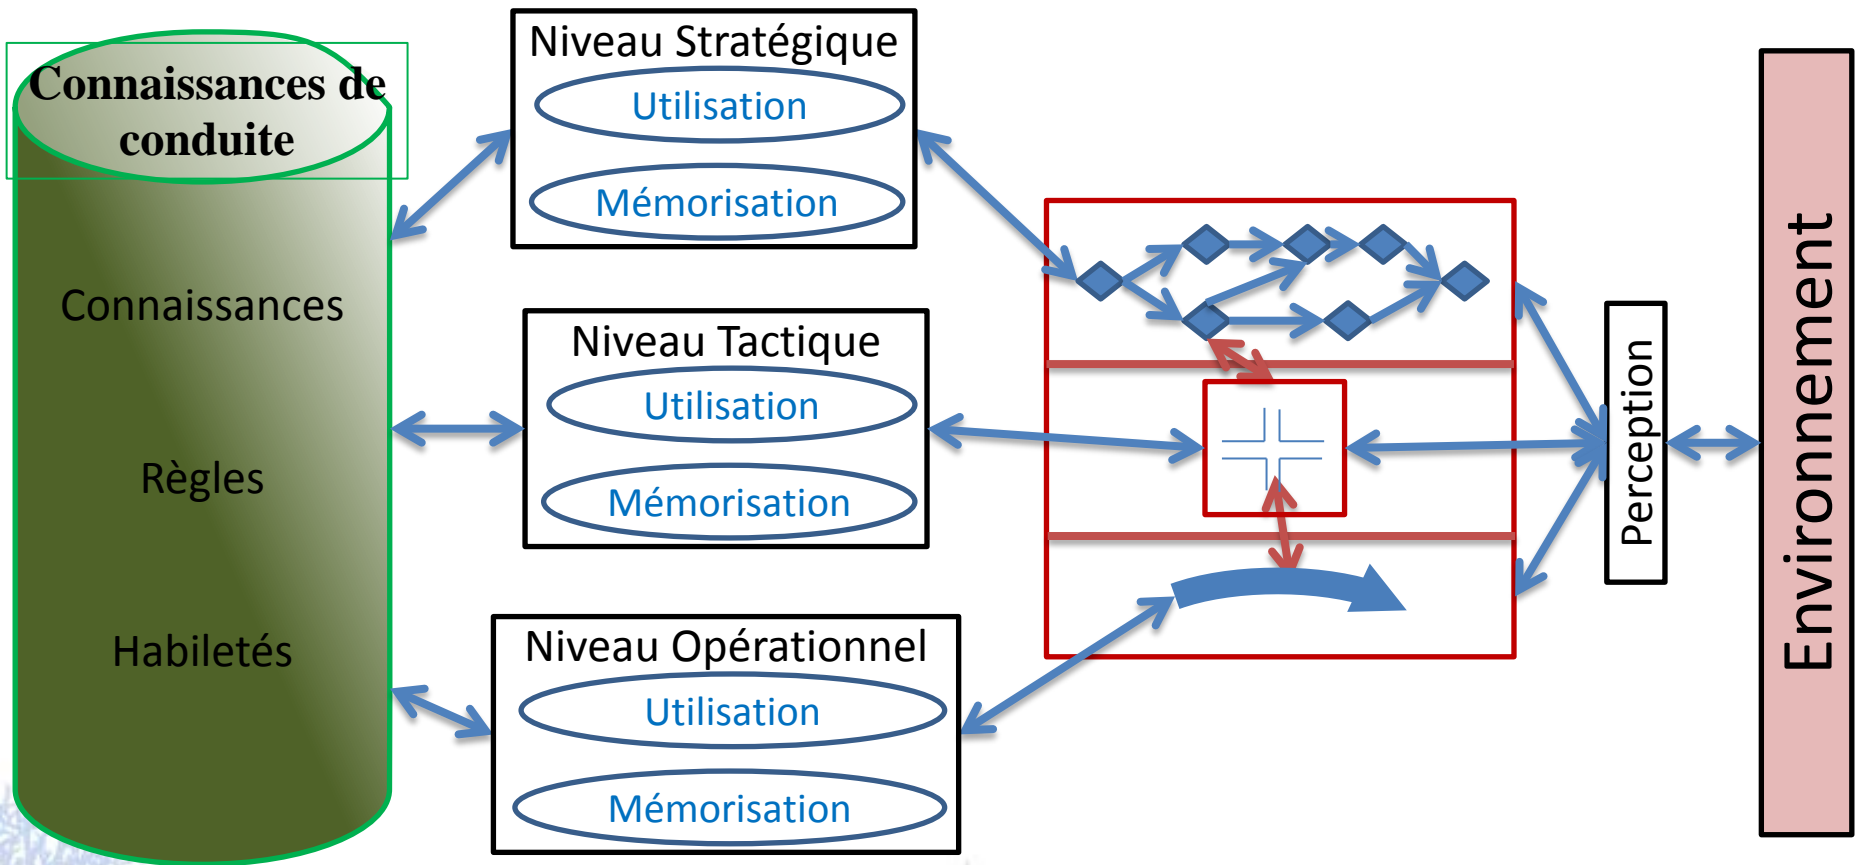 Connaissances de
conduite
Connaissances
Règles
Habiletés
Niveau Stratégique
Utilisation
Mémorisation
Niveau Tactique
Utilisation
Mémorisation
Niveau Opérationnel
Utilisation
Mémorisation
Perception
Environnement